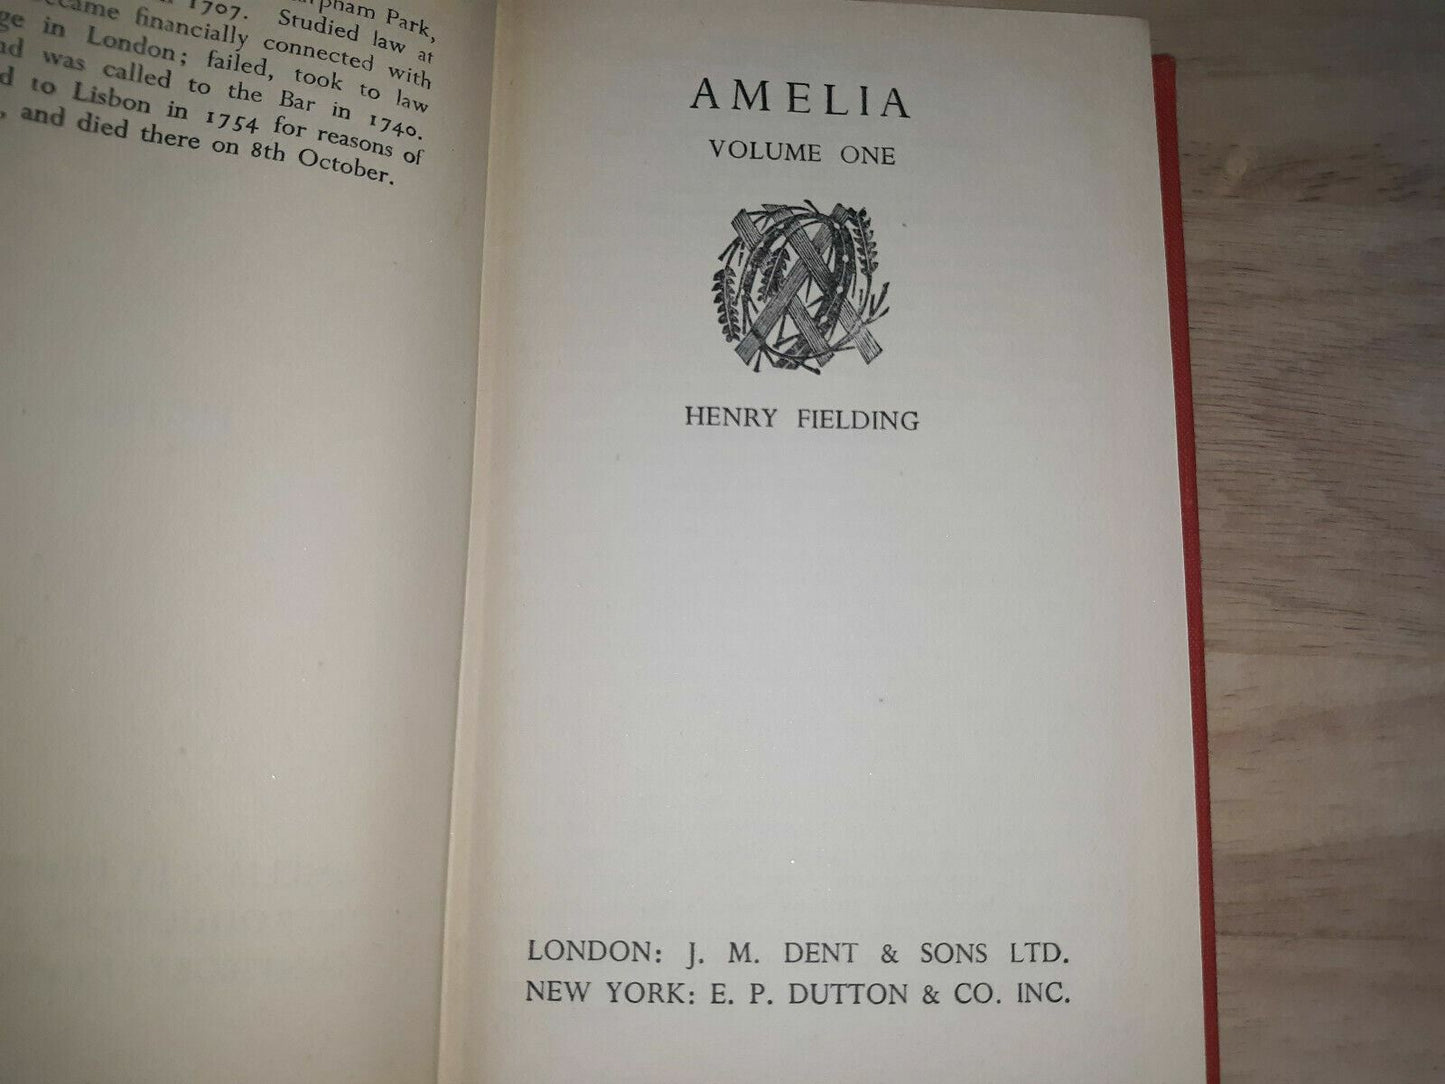 1707. Studied law at
became financially connected with
in London; failed, took to law
was called to the Bar in 1740.
to Lisbon in 1754 for reasons of
, and died there on 8th October.
AMELIA
VOLUME ONE
HENRY FIELDING
LONDON: J. M. DENT & SONS LTD.
NEW YORK: E. P. DUTTON & CO. INC.